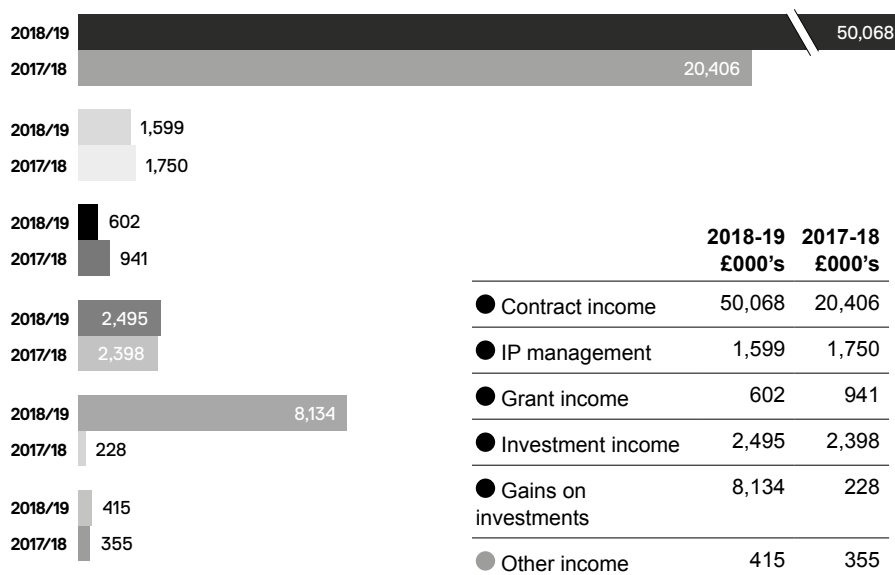 2018/19 50,068
2017/18 20,406
2018/19 1,599
2017/18 1,750
2018/19 602
2017/18 941
2018/19 2,495
2017/18 2,398
2018/19 8,134
2017/18 228
2018/19 415
2017/18 355
2018-19 2017-18
£000’s £000’s
Contract income 50,068 20,406
IP management 1,599 1,750
Grant income 602 941
Investment income 2,495 2,398
Gains on 8,134 228
investments
Other income 415 355